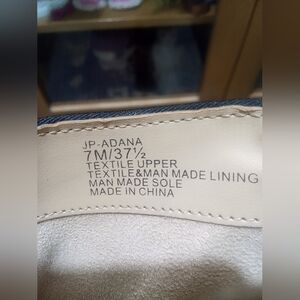 JP-ADANA
7M/37½
TEXTILE UPPER
TEXTILE&MAN MADE LINING
MAN MADE SOLE
MADE IN CHINA